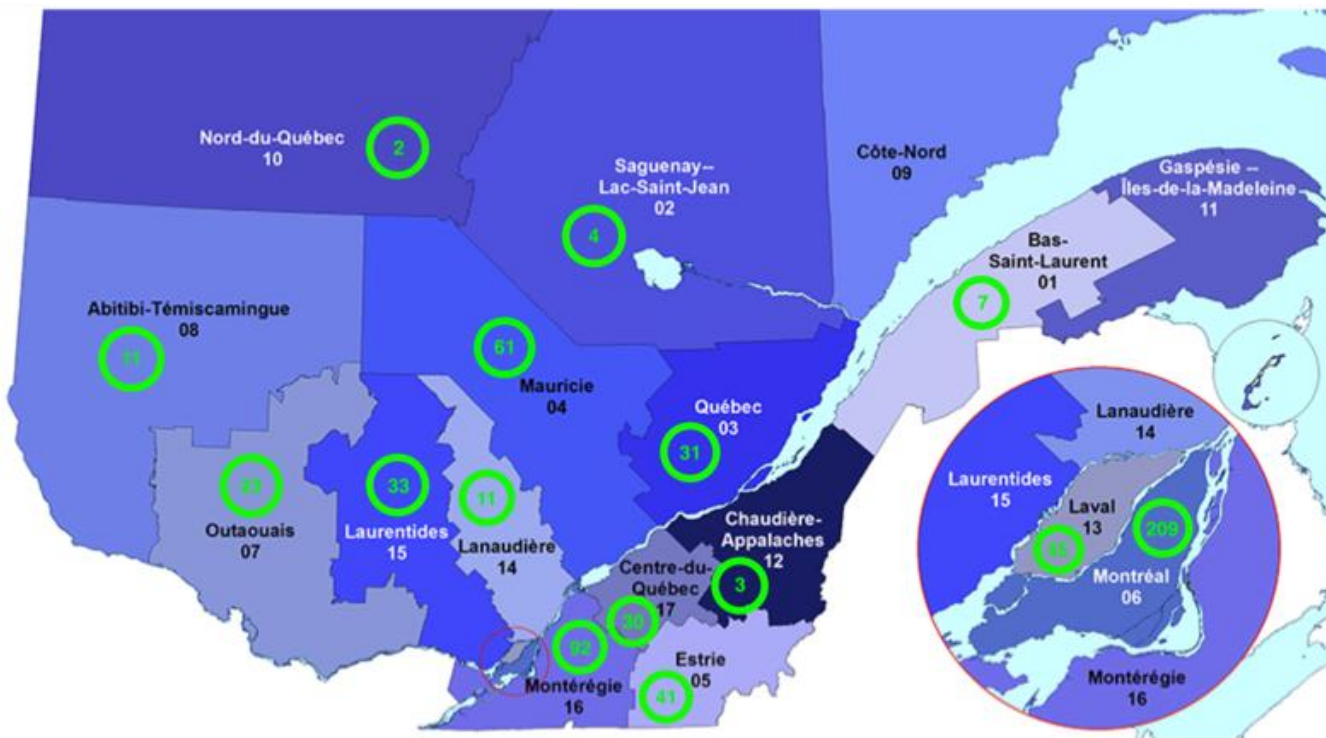 Nord-du-Québec
10
2
Saguenay--
Lac-Saint-Jean
02
4
Côte-Nord
09
Gaspésie --
Îles-de-la-Madeleine
11
Bas-
Saint-Laurent
01
7
Abitibi-Témiscamingue
08
11
61
Mauricie
04
Québec
03
31
Outaouais
07
33
Laurentides
15
11
Lanaudière
14
Chaudière-
Appalaches
12
3
Centre-du-
Québec
17
30
92
Montérégie
16
Estrie
05
41
Lanaudière
14
Laurentides
15
Laval
13
209
Montréal
06
Montérégie
16